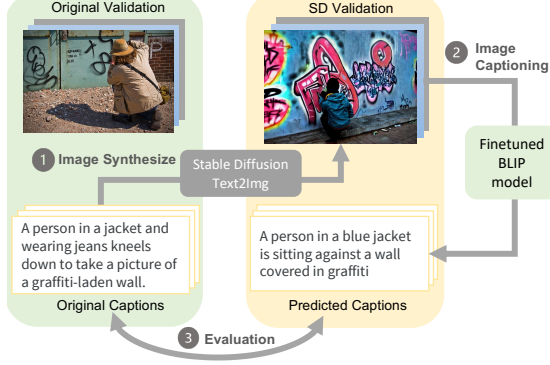 Original Validation
SD Validation
2
Image
Captioning
1
Image Synthesize
Stable Diffusion
Text2Img
Finetuned
BLIP
model
A person in a jacket and
wearing jeans kneels
down to take a picture of
a graffiti-laden wall.
Original Captions
A person in a blue jacket
is sitting against a wall
covered in graffiti
Predicted Captions
3
Evaluation